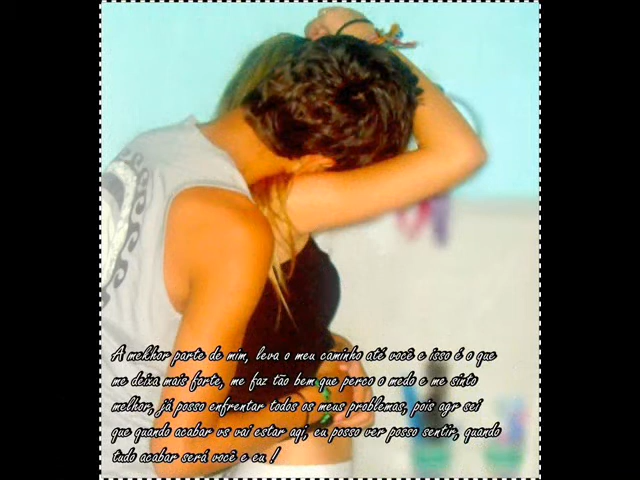 A mekhor parte de mim, leva o meu caminho até você e isso é o que
me deixa mais forte, me faz tão bem que perco o medo e me sinto
melhor, já posso enfrentar todos os meus problemas, pois agr sei
que quando acabar vs vai estar aqi, eu posso ver posso sentir, quando
tudo acabar será você e eu !